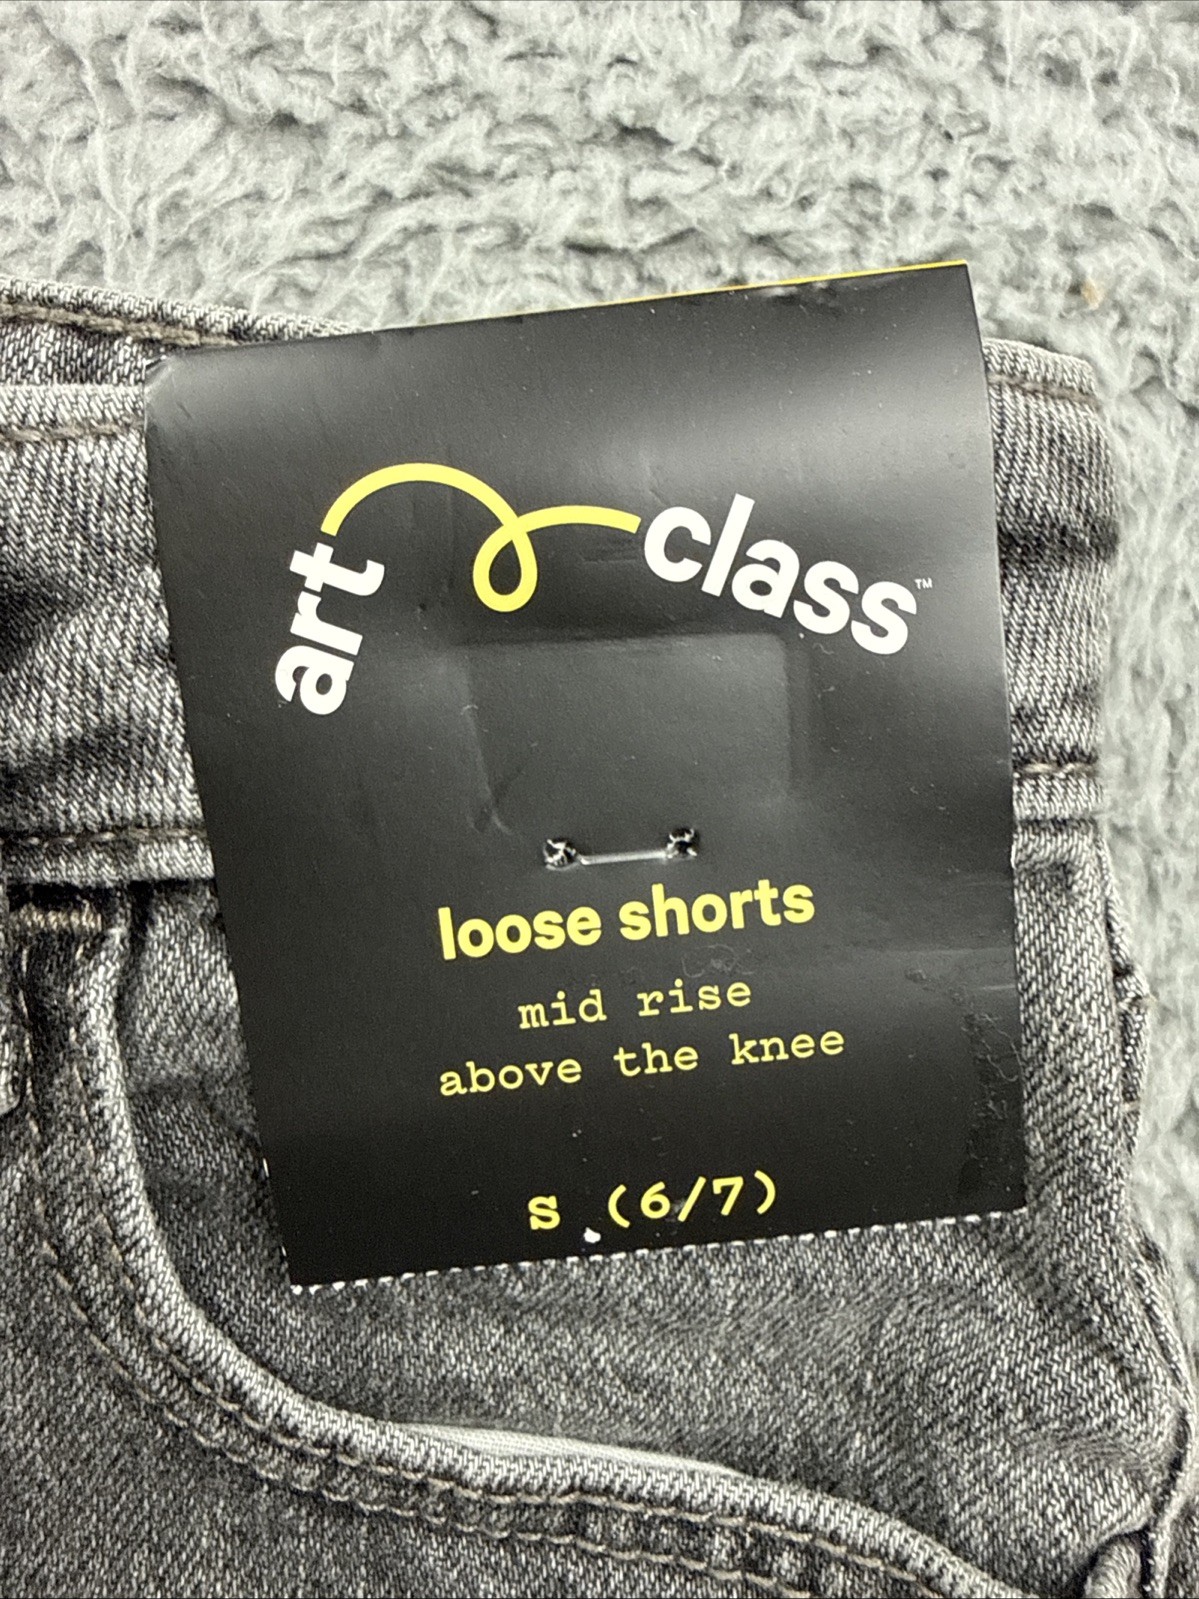 art class™
loose shorts
mid rise
above the knee
S (6/7)